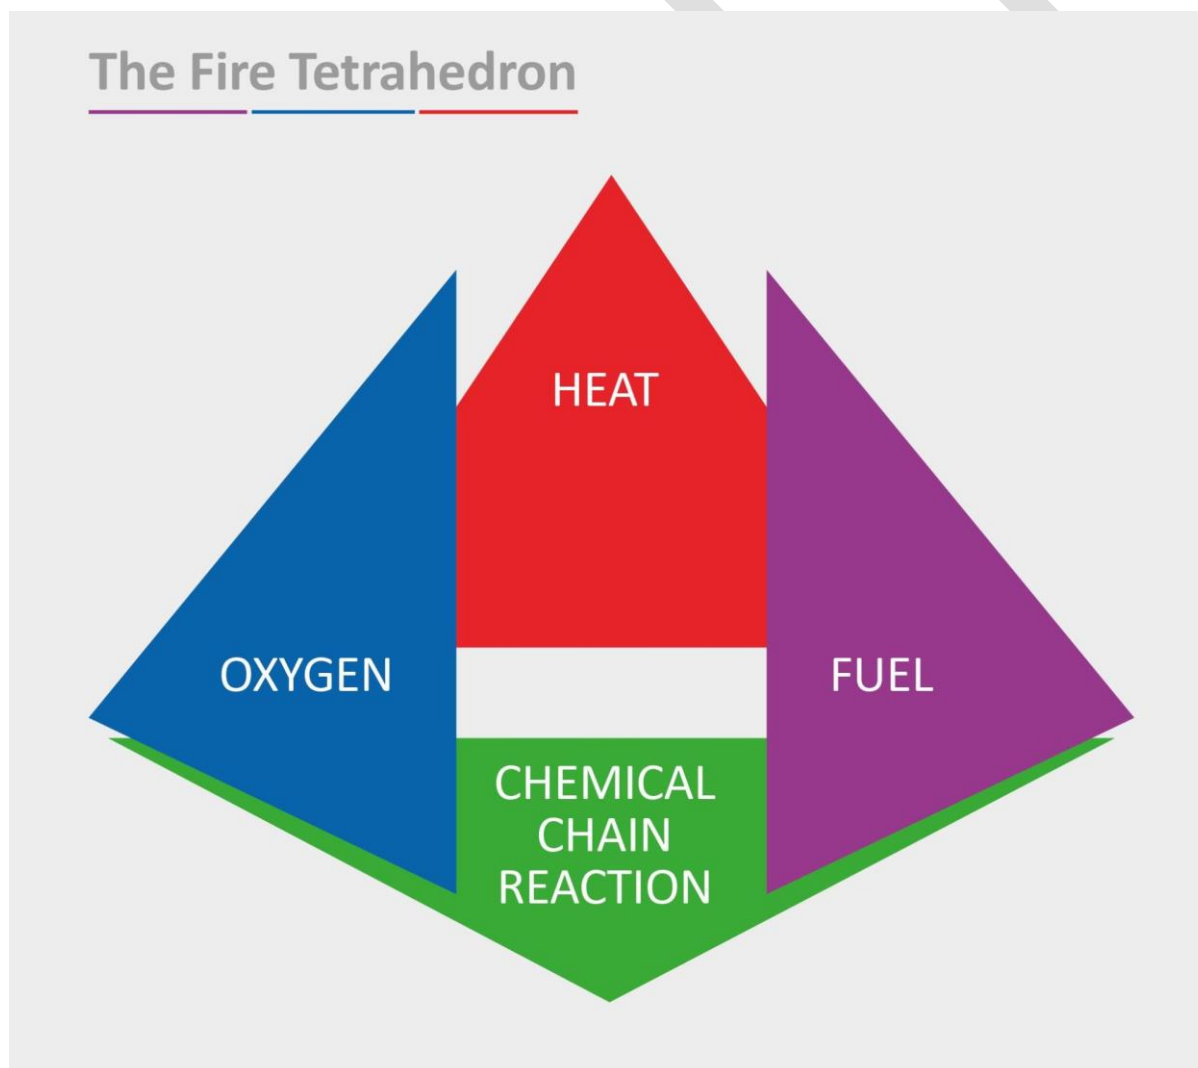 The Fire Tetrahedron
HEAT
OXYGEN
FUEL
CHEMICAL
CHAIN
REACTION